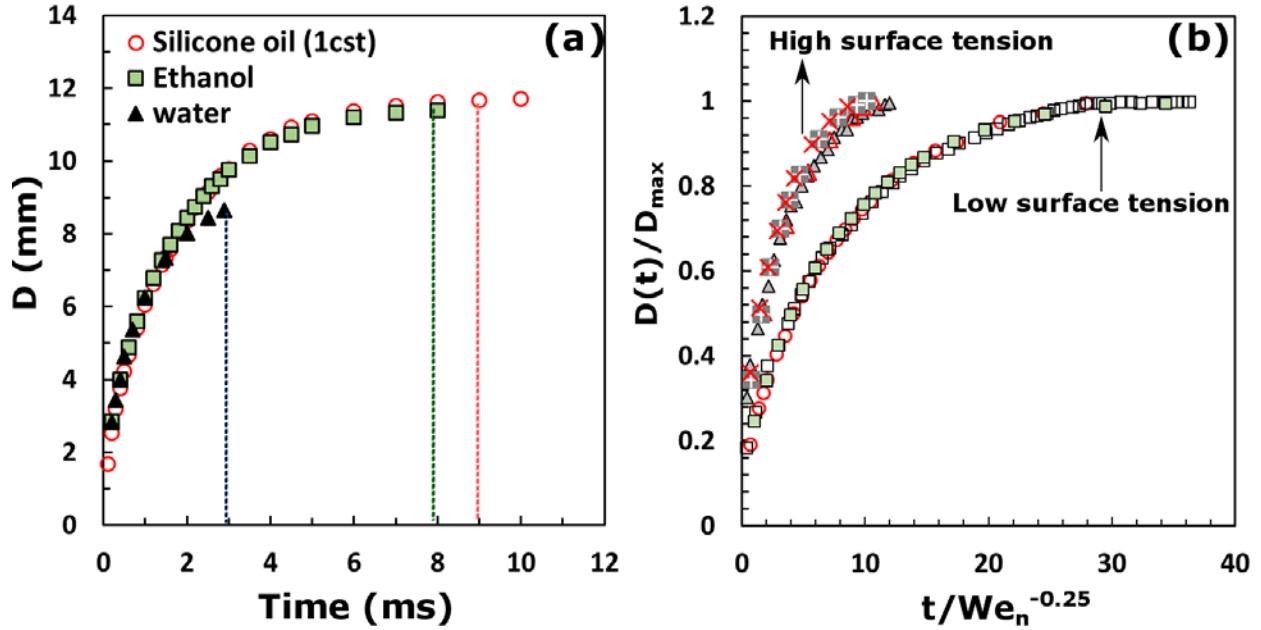 14
12
10
8
6
4
2
0
D (mm)
Silicone oil (1cst)
Ethanol
water
(a)
0 2 4 6 8 10 12
Time (ms)
1.2
1
0.8
0.6
0.4
0.2
0
D(t)/D_max
High surface tension
(b)
Low surface tension
0 10 20 30 40
t/We_n^-0.25